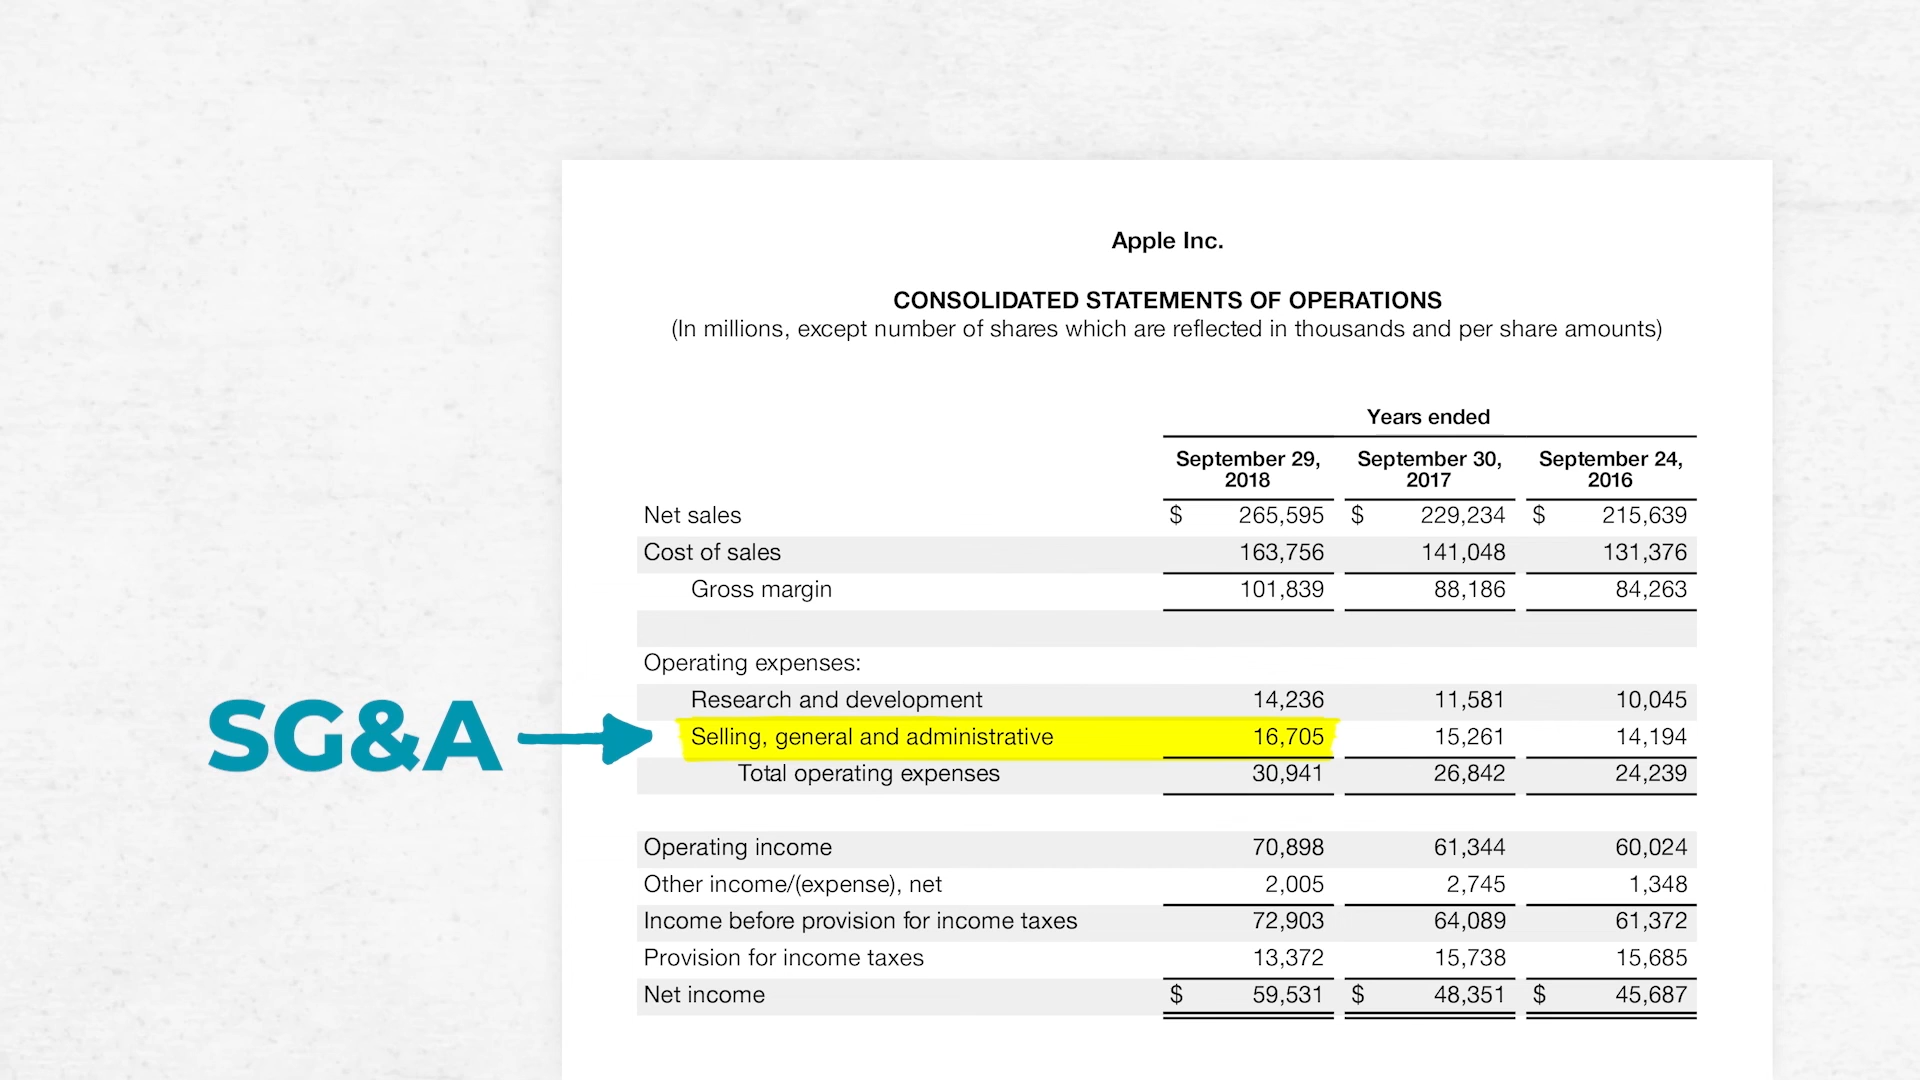 Apple Inc.
CONSOLIDATED STATEMENTS OF OPERATIONS
(In millions, except number of shares which are reflected in thousands and per share amounts)
Years ended
September 29, 2018 September 30, 2017 September 24, 2016
Net sales $ 265,595 $ 229,234 $ 215,639
Cost of sales 163,756 141,048 131,376
Gross margin 101,839 88,186 84,263
Operating expenses:
Research and development 14,236 11,581 10,045
SG&A
Selling, general and administrative 16,705 15,261 14,194
Total operating expenses 30,941 26,842 24,239
Operating income 70,898 61,344 60,024
Other income/(expense), net 2,005 2,745 1,348
Income before provision for income taxes 72,903 64,089 61,372
Provision for income taxes 13,372 15,738 15,685
Net income $ 59,531 $ 48,351 $ 45,687